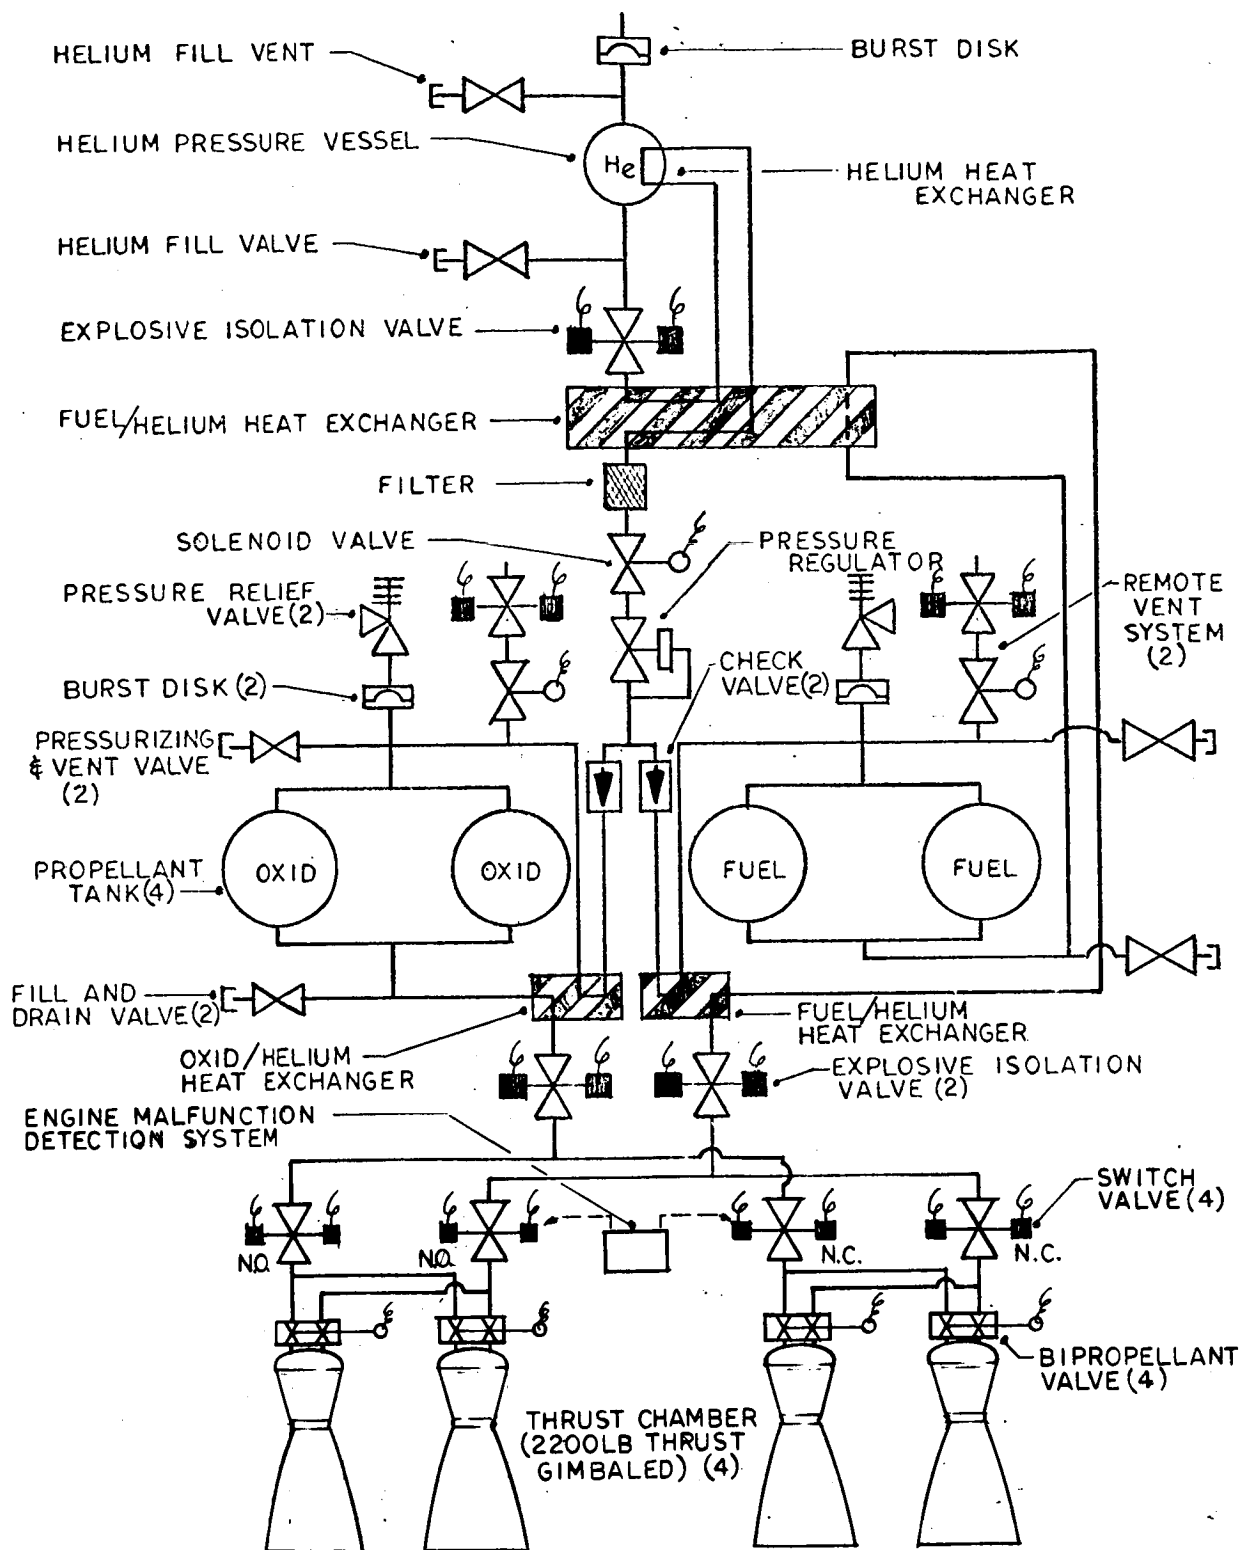 HELIUM FILL VENT
BURST DISK
HELIUM PRESSURE VESSEL
He
HELIUM HEAT
EXCHANGER
HELIUM FILL VALVE
EXPLOSIVE ISOLATION VALVE
FUEL/HELIUM HEAT EXCHANGER
FILTER
SOLENOID VALVE
PRESSURE
REGULATOR
PRESSURE RELIEF
VALVE(2)
REMOTE
VENT
SYSTEM
(2)
CHECK
VALVE(2)
BURST DISK(2)
PRESSURIZING
& VENT VALVE
(2)
OXID
OXID
FUEL
FUEL
PROPELLANT
TANK(4)
FILL AND
DRAIN VALVE(2)
FUEL/HELIUM
HEAT EXCHANGER
OXID/HELIUM
HEAT EXCHANGER
EXPLOSIVE ISOLATION
VALVE(2)
ENGINE MALFUNCTION
DETECTION SYSTEM
SWITCH
VALVE(4)
N.O.
N.O.
N.C.
N.C.
BIPROPELLANT
VALVE(4)
THRUST CHAMBER
(2200LB THRUST
GIMBALED) (4)